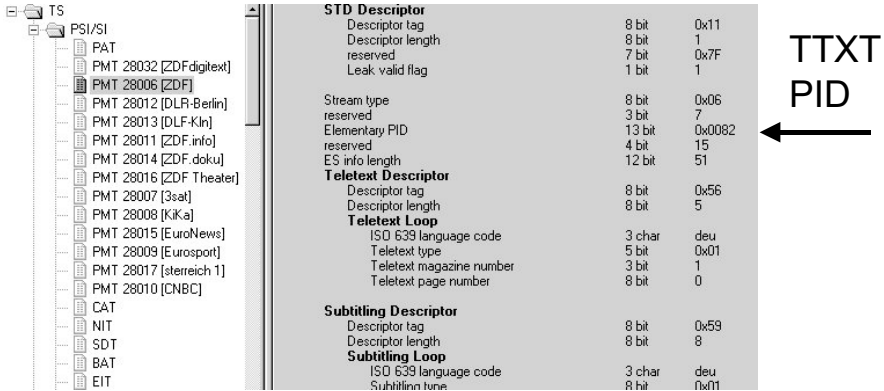 TS
PSI/SI
PAT
PMT 28032 [ZDFdigitext]
PMT 28006 [ZDF]
PMT 28012 [DLR-Berlin]
PMT 28013 [DLF-Kln]
PMT 28011 [ZDF.info]
PMT 28014 [ZDF.doku]
PMT 28016 [ZDF Theater]
PMT 28007 [3sat]
PMT 28008 [KiKa]
PMT 28015 [EuroNews]
PMT 28009 [Eurosport]
PMT 28017 [sterreich 1]
PMT 28010 [CNBC]
CAT
NIT
SDT
BAT
EIT
STD Descriptor
Descriptor tag 8 bit 0x11
Descriptor length 8 bit 1
reserved 7 bit 0x7F
Leak valid flag 1 bit 1
Stream type 8 bit 0x06
reserved 3 bit 7
Elementary PID 13 bit 0x0082
reserved 4 bit 15
ES info length 12 bit 51
Teletext Descriptor
Descriptor tag 8 bit 0x56
Descriptor length 8 bit 5
Teletext Loop
ISO 639 language code 3 char deu
Teletext type 5 bit 0x01
Teletext magazine number 3 bit 1
Teletext page number 8 bit 0
Subtitling Descriptor
Descriptor tag 8 bit 0x59
Descriptor length 8 bit 8
Subtitling Loop
ISO 639 language code 3 char deu
Subtitling type 8 bit 0x01
TTXT
PID